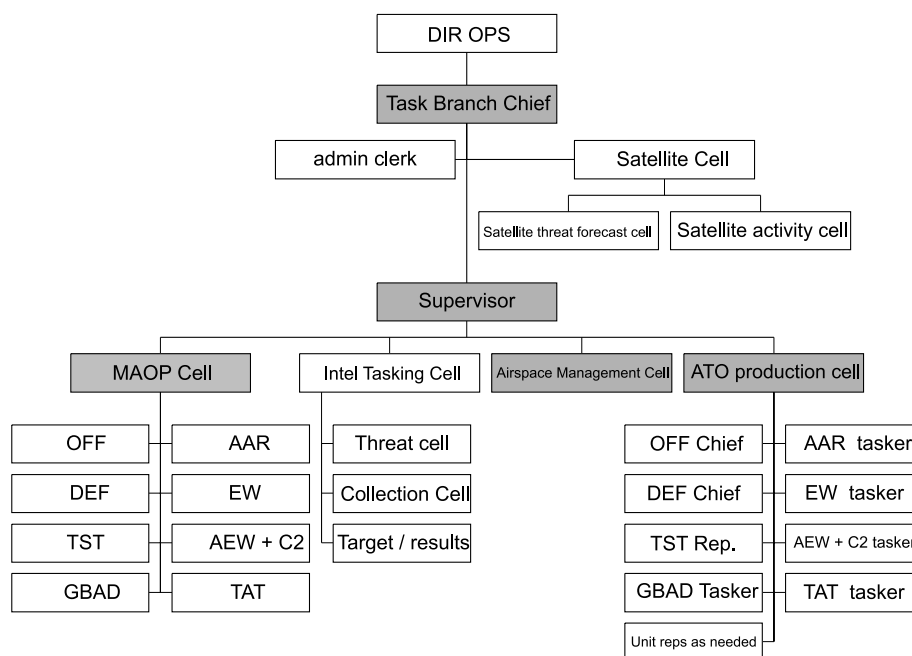 DIR OPS
Task Branch Chief
admin clerk
Satellite Cell
Satellite threat forecast cell
Satellite activity cell
Supervisor
MAOP Cell
Intel Tasking Cell
Airspace Management Cell
ATO production cell
OFF
AAR
Threat cell
OFF Chief
AAR tasker
DEF
EW
Collection Cell
DEF Chief
EW tasker
TST
AEW + C2
Target / results
TST Rep.
AEW + C2 tasker
GBAD
TAT
GBAD Tasker
TAT tasker
Unit reps as needed